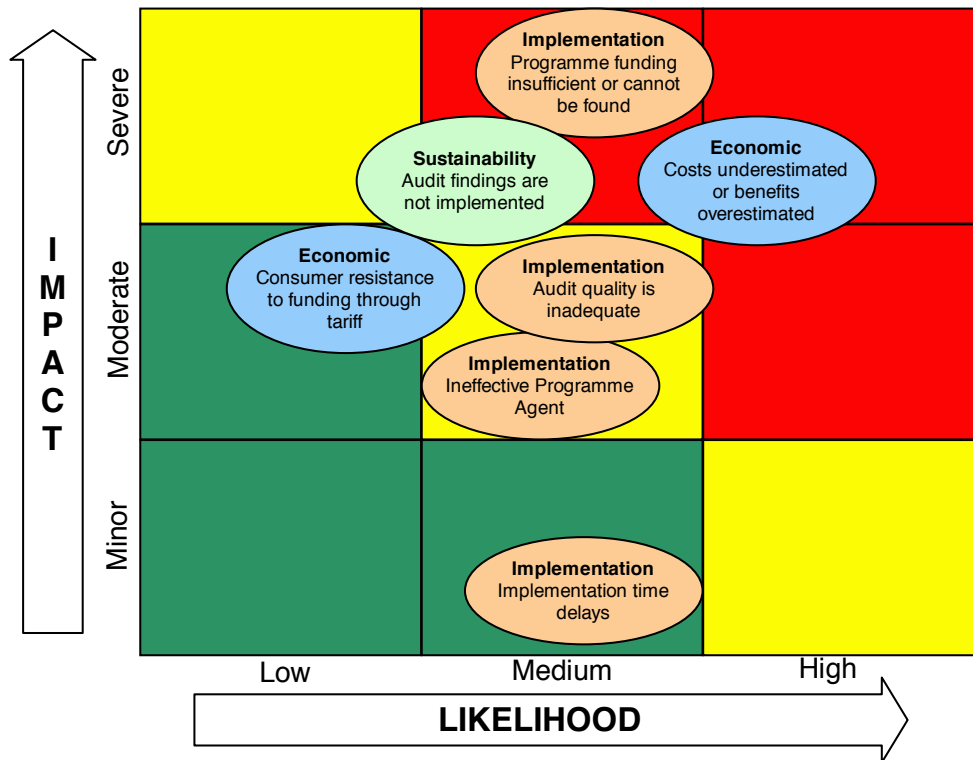 IMPACT
Severe
Moderate
Minor
Implementation
Programme funding
insufficient or cannot
be found
Sustainability
Audit findings are
not implemented
Economic
Costs underestimated
or benefits
overestimated
Economic
Consumer resistance
to funding through
tariff
Implementation
Audit quality is
inadequate
Implementation
Ineffective Programme
Agent
Implementation
Implementation time
delays
Low
Medium
High
LIKELIHOOD